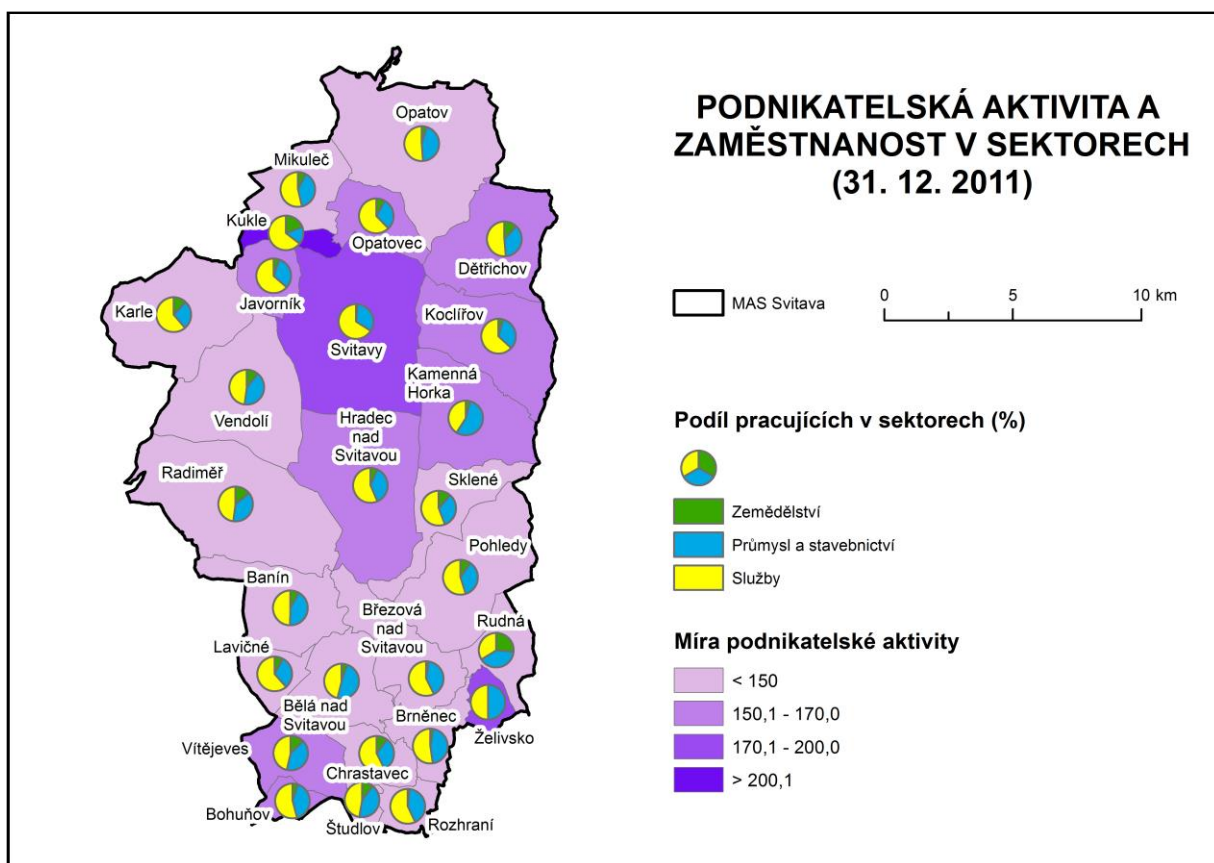 PODNIKATELSKÁ AKTIVITA A
ZAMĚSTNANOST V SEKTORECH
(31. 12. 2011)
MAS Svitava
0 5 10 km
Podíl pracujících v sektorech (%)
Zemědělství
Průmysl a stavebnictví
Služby
Míra podnikatelské aktivity
< 150
150,1 - 170,0
170,1 - 200,0
> 200,1
Opatov
Mikuleč
Kukle
Opatovec
Dětřichov
Javorník
Karle
Svitavy
Koclířov
Kamenná
Horka
Vendolí
Hradec
nad
Svitavou
Radiměř
Sklené
Pohledy
Banín
Březová
nad
Svitavou
Rudná
Lavičné
Bělá nad
Svitavou
Brněnec
Želivsko
Vítějeves
Chrastavec
Bohuňov
Študlov
Rozhraní